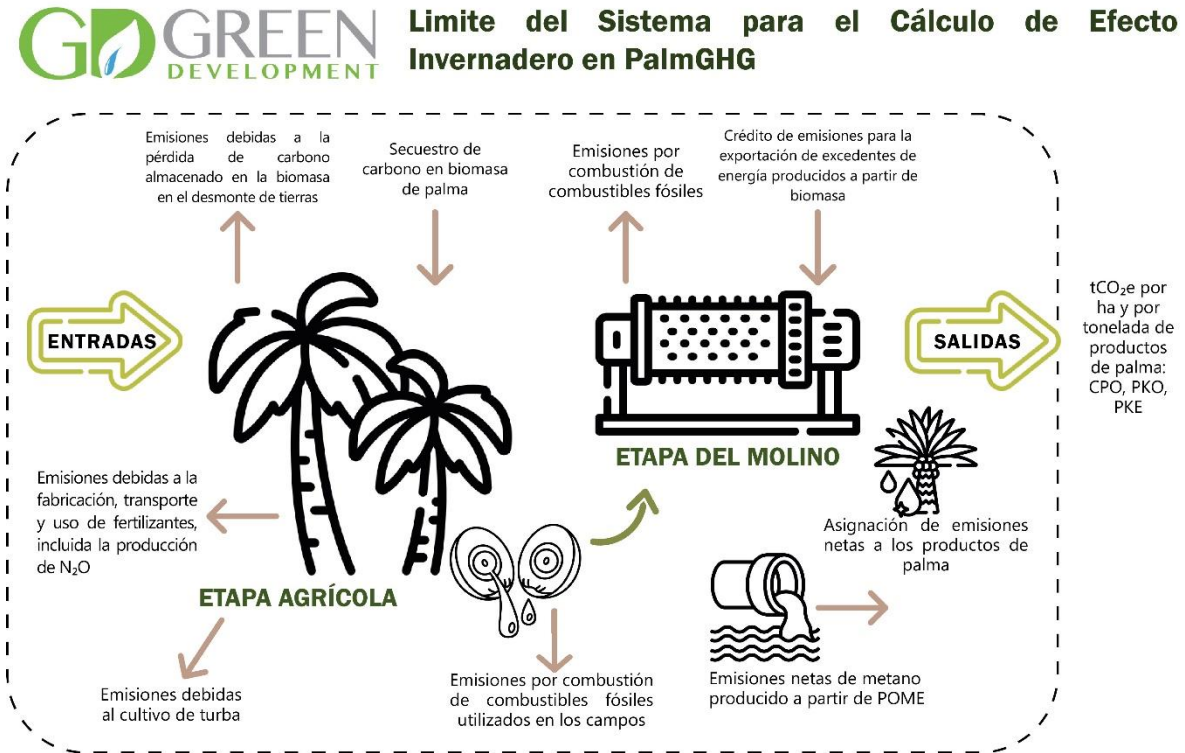 GD GREEN
DEVELOPMENT
Limite del Sistema para el Cálculo de Efecto
Invernadero en PalmGHG
Emisiones debidas a la
pérdida de carbono
almacenado en la biomasa
en el desmonte de tierras
Secuestro de
carbono en biomasa
de palma
Emisiones por
combustión de
combustibles fósiles
Crédito de emisiones para la
exportación de excedentes de
energía producidos a partir de
biomasa
ENTRADAS
SALIDAS
tCO₂e por
ha y por
tonelada de
productos
de palma:
CPO, PKO,
PKE
ETAPA DEL MOLINO
Emisiones debidas a la
fabricación, transporte
y uso de fertilizantes,
incluida la producción
de N₂O
Asignación de emisiones
netas a los productos de
palma
ETAPA AGRÍCOLA
Emisiones debidas
al cultivo de turba
Emisiones por combustión
de combustibles fósiles
utilizados en los campos
Emisiones netas de metano
producido a partir de POME